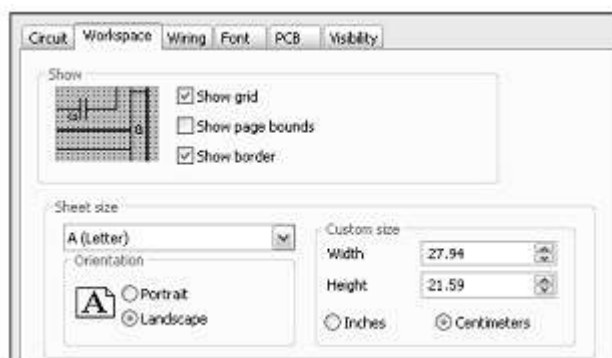 Circuit Workspace Wiring Font PCB Visibility
Show
Show grid
Show page bounds
Show border
Sheet size
A (Letter)
Orientation
A
Portrait
Landscape
Custom size
Width 27.94
Height 21.59
Inches Centimeters